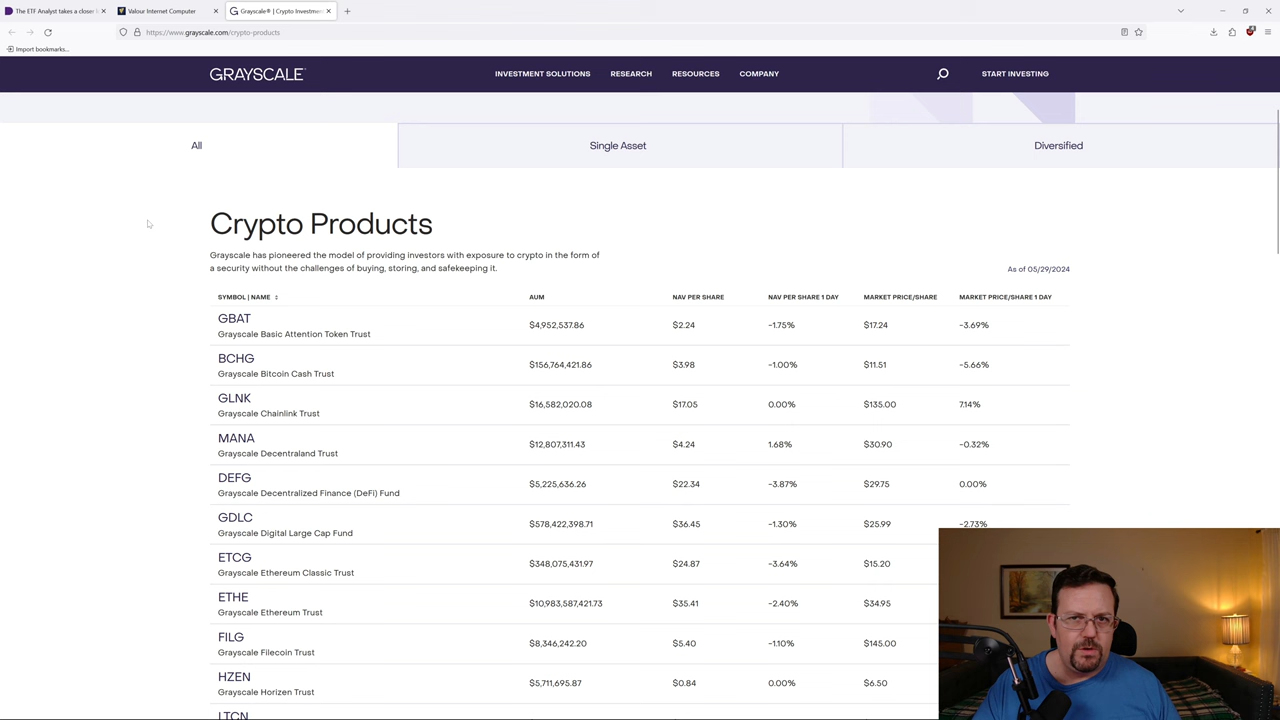 The ETF Analyst takes a closer l
Valour Internet Computer
Grayscale® | Crypto Investmen
https://www.grayscale.com/crypto-products
Import bookmarks...
GRAYSCALE
INVESTMENT SOLUTIONS RESEARCH RESOURCES COMPANY START INVESTING
All Single Asset Diversified
Crypto Products
Grayscale has pioneered the model of providing investors with exposure to crypto in the form of
a security without the challenges of buying, storing, and safekeeping it.
As of 05/29/2024
SYMBOL | NAME AUM NAV PER SHARE NAV PER SHARE 1 DAY MARKET PRICE/SHARE MARKET PRICE/SHARE 1 DAY
GBAT
Grayscale Basic Attention Token Trust
$4,952,537.86 $2.24 -1.75% $17.24 -3.69%
BCHG
Grayscale Bitcoin Cash Trust
$156,764,421.86 $3.98 -1.00% $11.51 -5.66%
GLNK
Grayscale Chainlink Trust
$16,582,020.08 $17.05 0.00% $135.00 7.14%
MANA
Grayscale Decentraland Trust
$12,807,311.43 $4.24 1.68% $30.90 -0.32%
DEFG
Grayscale Decentralized Finance (DeFi) Fund
$5,225,636.26 $22.34 -3.87% $29.75 0.00%
GDLC
Grayscale Digital Large Cap Fund
$578,422,398.71 $36.45 -1.30% $25.99 -2.73%
ETCG
Grayscale Ethereum Classic Trust
$348,075,431.97 $24.87 -3.64% $15.20
ETHE
Grayscale Ethereum Trust
$10,983,587,421.73 $35.41 -2.40% $34.95
FILG
Grayscale Filecoin Trust
$8,346,242.20 $5.40 -1.10% $145.00
HZEN
Grayscale Horizen Trust
$5,711,695.87 $0.84 0.00% $6.50
LTCN